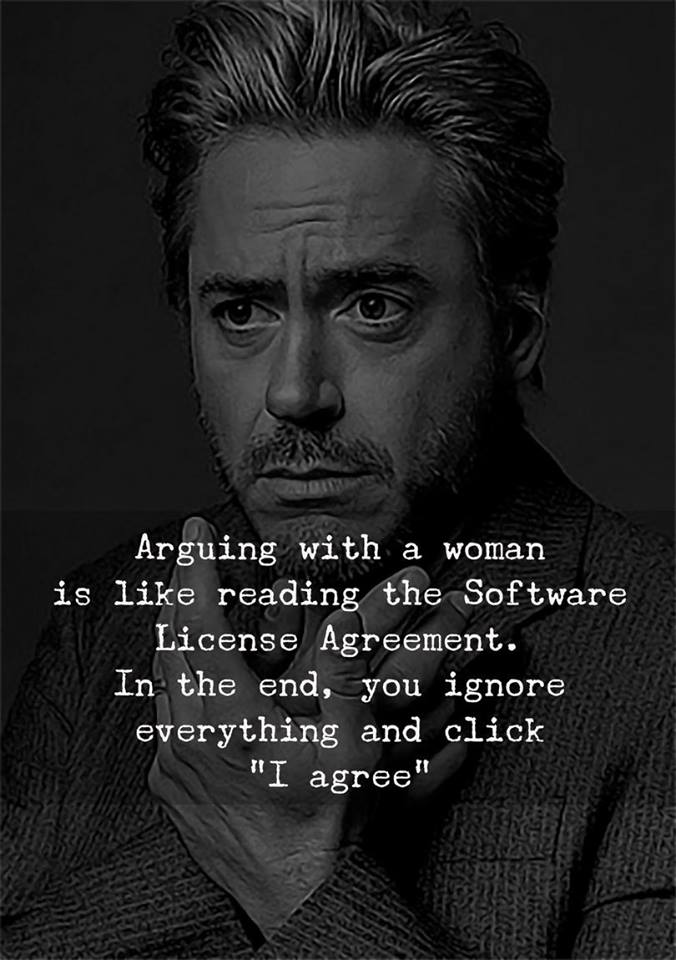 Arguing with a woman
is like reading the Software
License Agreement.
In the end, you ignore
everything and click
"I agree"